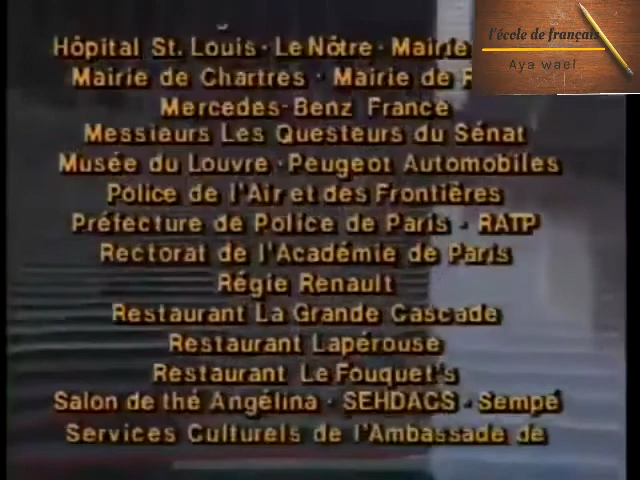 Hôpital St. Louis · Le Nôtre · Mairie
Mairie de Chartres · Mairie de
Mercedes-Benz France
Messieurs Les Questeurs du Sénat
Musée du Louvre · Peugeot Automobiles
Police de l'Air et des Frontières
Préfecture de Police de Paris - RATP
Rectorat de l'Académie de Paris
Régie Renault
Restaurant La Grande Cascade
Restaurant Lapérouse
Restaurant Le Fouquet's
Salon de thé Angélina · SEHDACS - Sempé
Services Culturels de l'Ambassade de
l'école de français
Aya wael